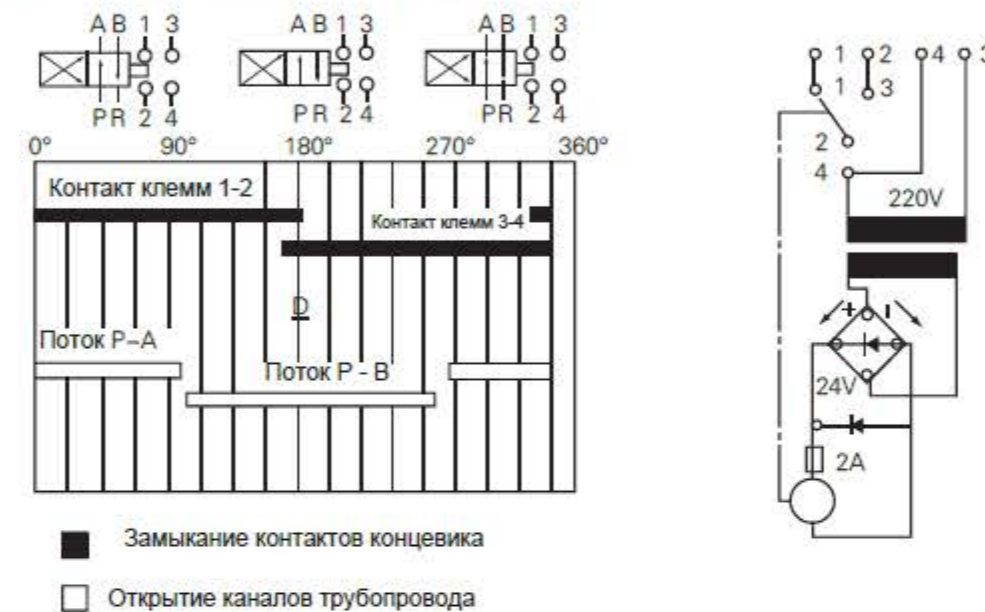 A B 1 3
A B 1 3
A B 1 3
P R 2 4
P R 2 4
P R 2 4
0° 90° 180° 270° 360°
Контакт клемм 1-2
Контакт клемм 3-4
D
Поток P–A
Поток P - B
Замыкание контактов концевика
Открытие каналов трубопровода
1 2 4 3
1 3
2
4
220V
+ -
24V
2A